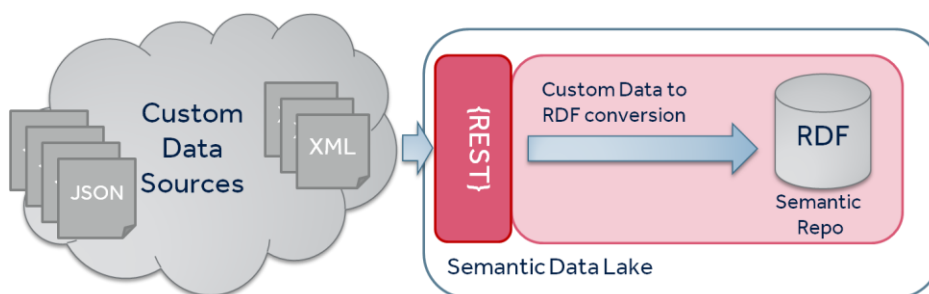 Custom
Data
Sources
JSON
XML
{REST}
Custom Data to
RDF conversion
RDF
Semantic
Repo
Semantic Data Lake